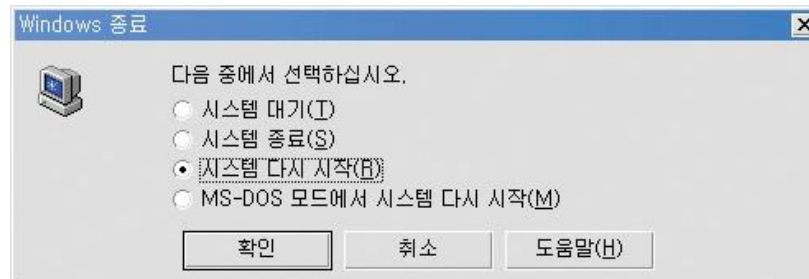 Windows 종료
다음 중에서 선택하십시오.
시스템 대기(T)
시스템 종료(S)
시스템 다시 시작(R)
MS-DOS 모드에서 시스템 다시 시작(M)
확인 취소 도움말(H)